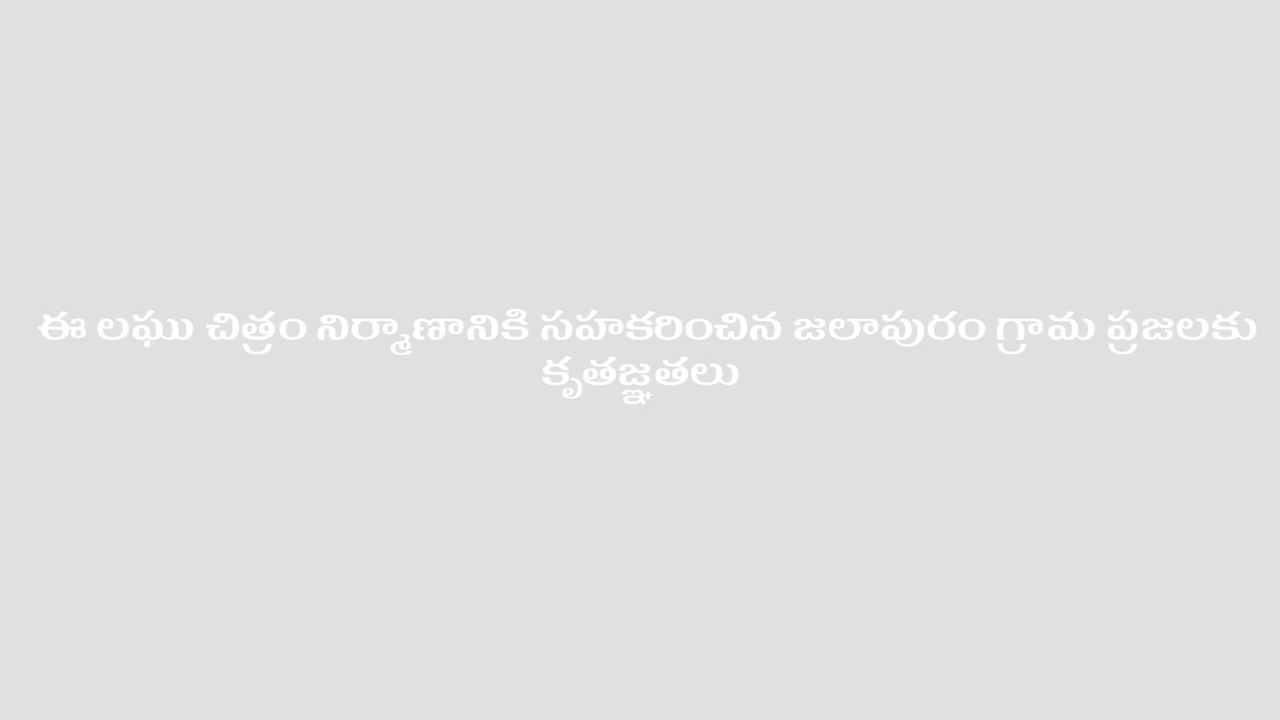 ఈ లఘు చిత్రం నిర్మాణానికి సహకరించిన జలాపురం గ్రామ ప్రజలకు
కృతజ్ఞతలు